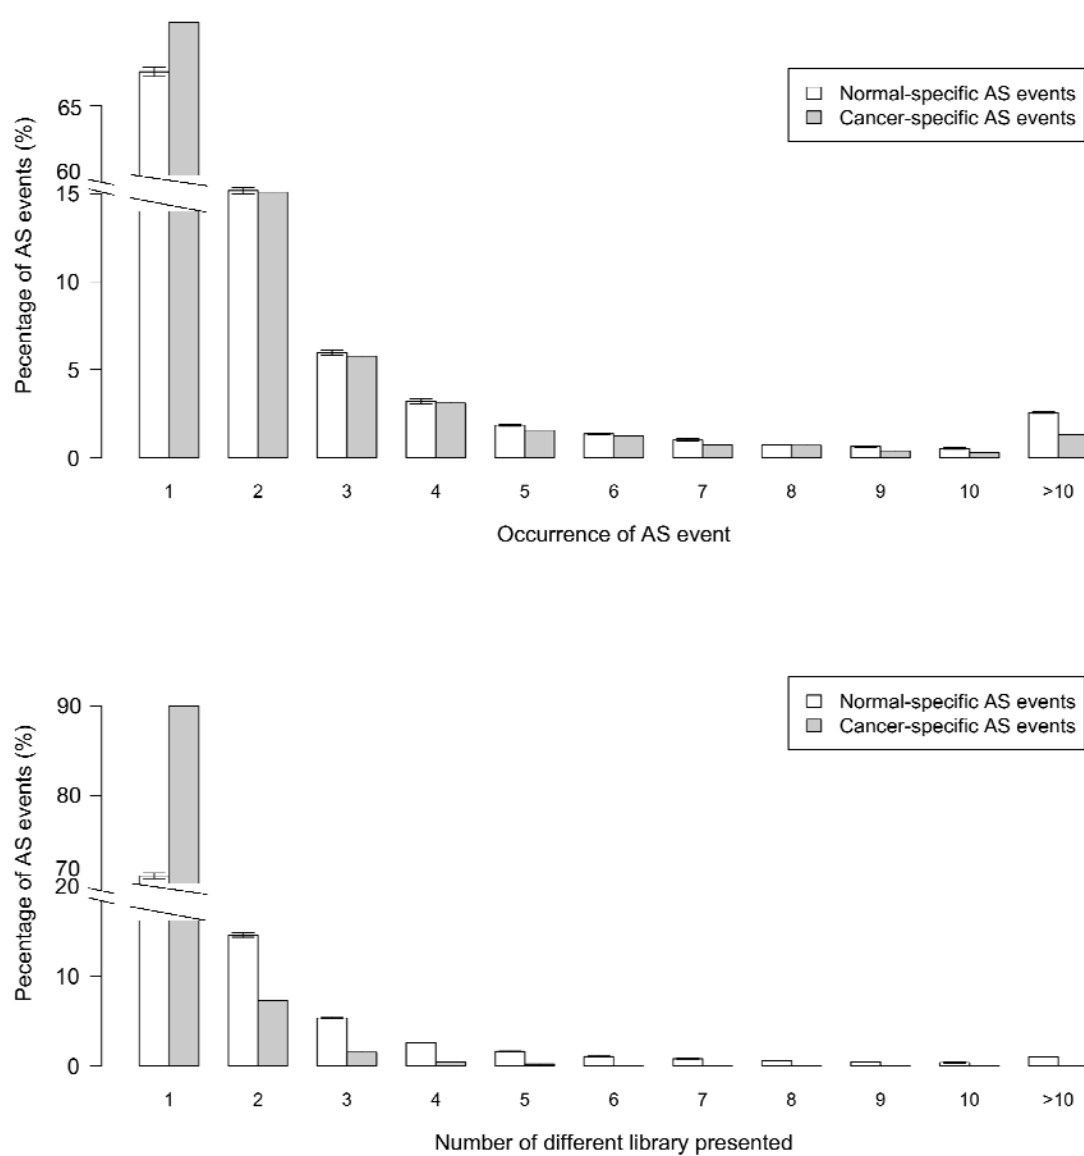 Normal-specific AS events
Cancer-specific AS events
Pecentage of AS events (%)
65
60
15
10
5
0
1 2 3 4 5 6 7 8 9 10 >10
Occurrence of AS event
Normal-specific AS events
Cancer-specific AS events
Pecentage of AS events (%)
90
80
70
20
10
0
1 2 3 4 5 6 7 8 9 10 >10
Number of different library presented